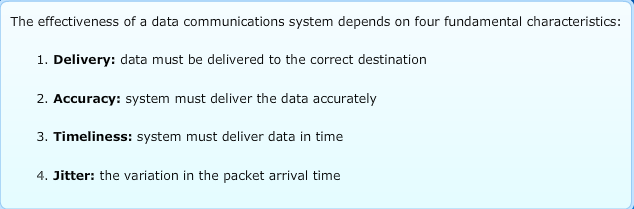 The effectiveness of a data communications system depends on four fundamental characteristics:
1. Delivery: data must be delivered to the correct destination
2. Accuracy: system must deliver the data accurately
3. Timeliness: system must deliver data in time
4. Jitter: the variation in the packet arrival time